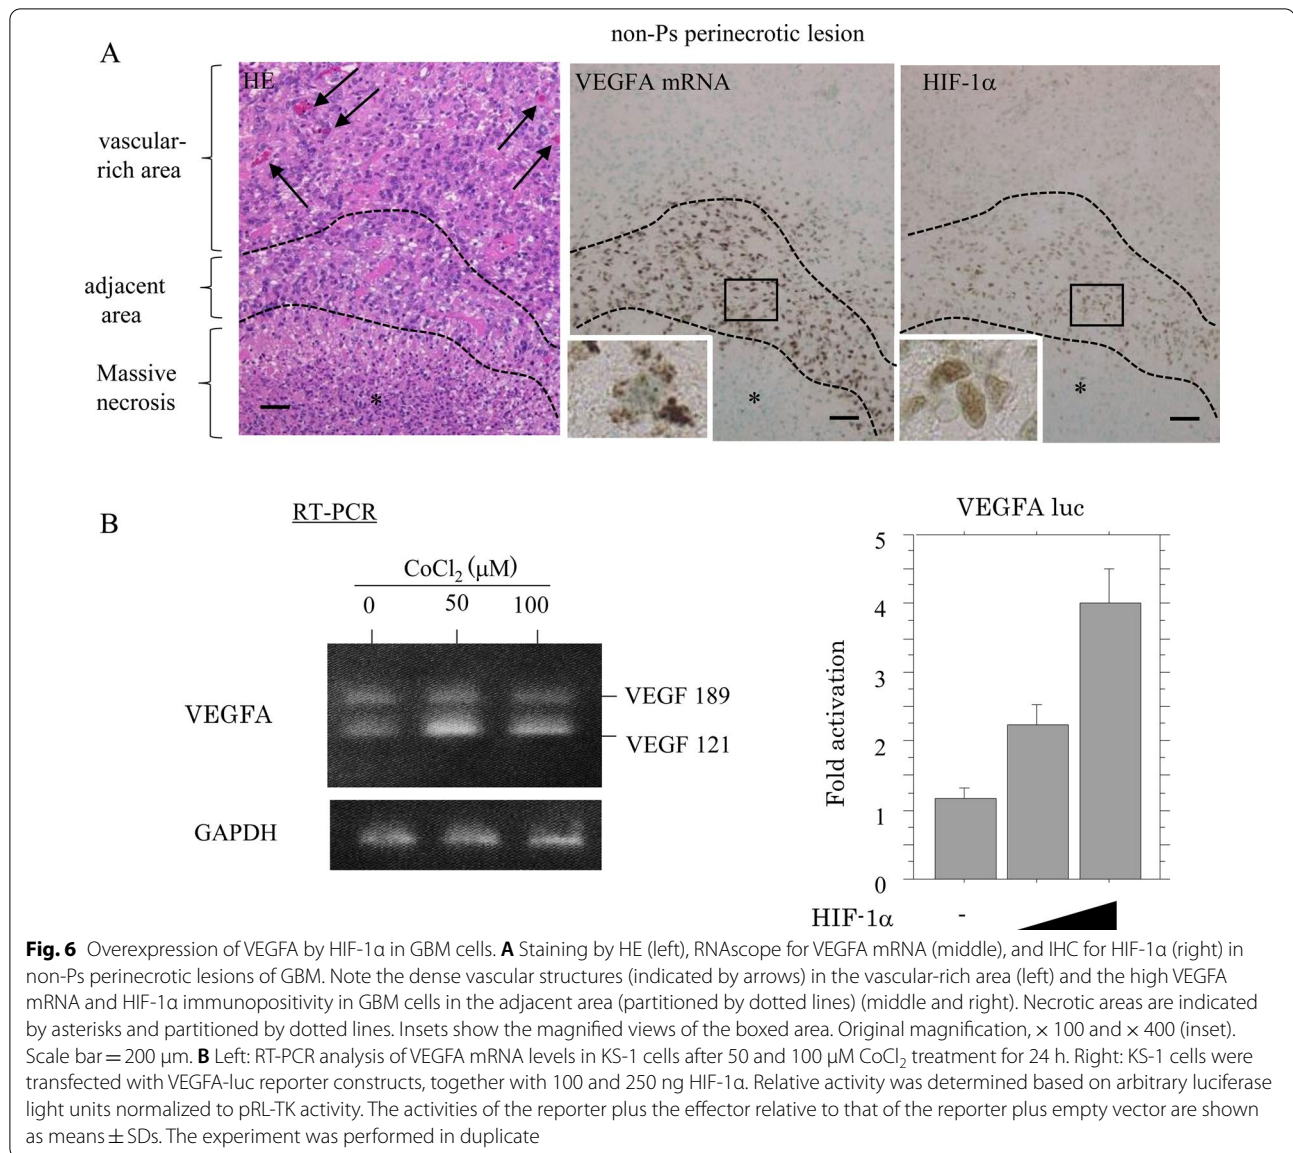 non-Ps perinecrotic lesion
A
HE
VEGFA mRNA
HIF-1α
vascular-
rich area
adjacent
area
Massive
necrosis
*
*
*
B
RT-PCR
CoCl₂ (μM)
0 50 100
VEGFA
VEGF 189
VEGF 121
GAPDH
VEGFA luc
Fold activation
5
4
3
2
1
0
HIF-1α -
Fig. 6 Overexpression of VEGFA by HIF-1α in GBM cells. A Staining by HE (left), RNAscope for VEGFA mRNA (middle), and IHC for HIF-1α (right) in
non-Ps perinecrotic lesions of GBM. Note the dense vascular structures (indicated by arrows) in the vascular-rich area (left) and the high VEGFA
mRNA and HIF-1α immunopositivity in GBM cells in the adjacent area (partitioned by dotted lines) (middle and right). Necrotic areas are indicated
by asterisks and partitioned by dotted lines. Insets show the magnified views of the boxed area. Original magnification, × 100 and × 400 (inset).
Scale bar = 200 μm. B Left: RT-PCR analysis of VEGFA mRNA levels in KS-1 cells after 50 and 100 μM CoCl₂ treatment for 24 h. Right: KS-1 cells were
transfected with VEGFA-luc reporter constructs, together with 100 and 250 ng HIF-1α. Relative activity was determined based on arbitrary luciferase
light units normalized to pRL-TK activity. The activities of the reporter plus the effector relative to that of the reporter plus empty vector are shown
as means ± SDs. The experiment was performed in duplicate